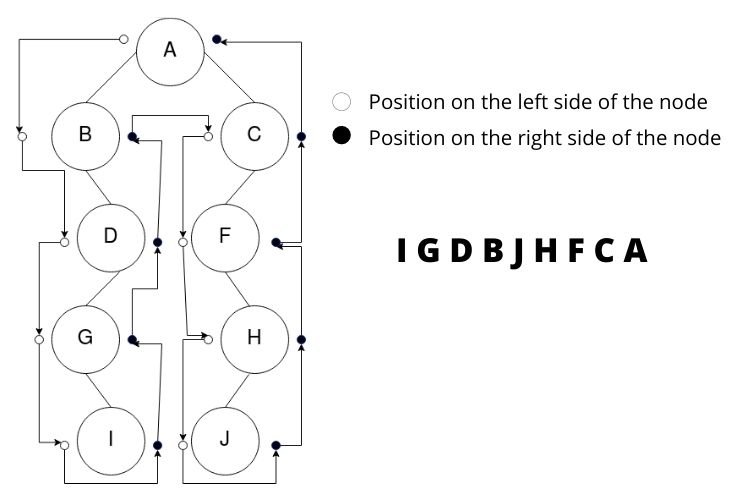 A
B
C
D
F
G
H
I
J
Position on the left side of the node
Position on the right side of the node
I G D B J H F C A